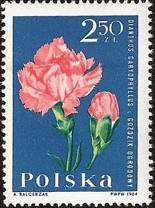 2.50
ZŁ
DIANTHUS CARYOPHYLLUS L. GOŹDZIK OGRODOWY
POLSKA
A. BALCERZAK PWPW 1964